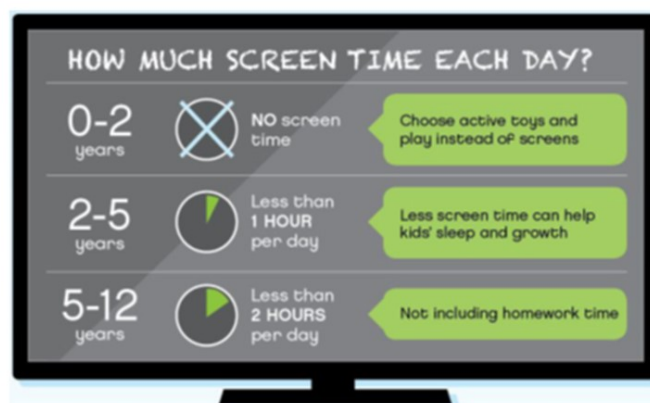 HOW MUCH SCREEN TIME EACH DAY?
0-2
years
NO screen
time
Choose active toys and
play instead of screens
2-5
years
Less than
1 HOUR
per day
Less screen time can help
kids' sleep and growth
5-12
years
Less than
2 HOURS
per day
Not including homework time